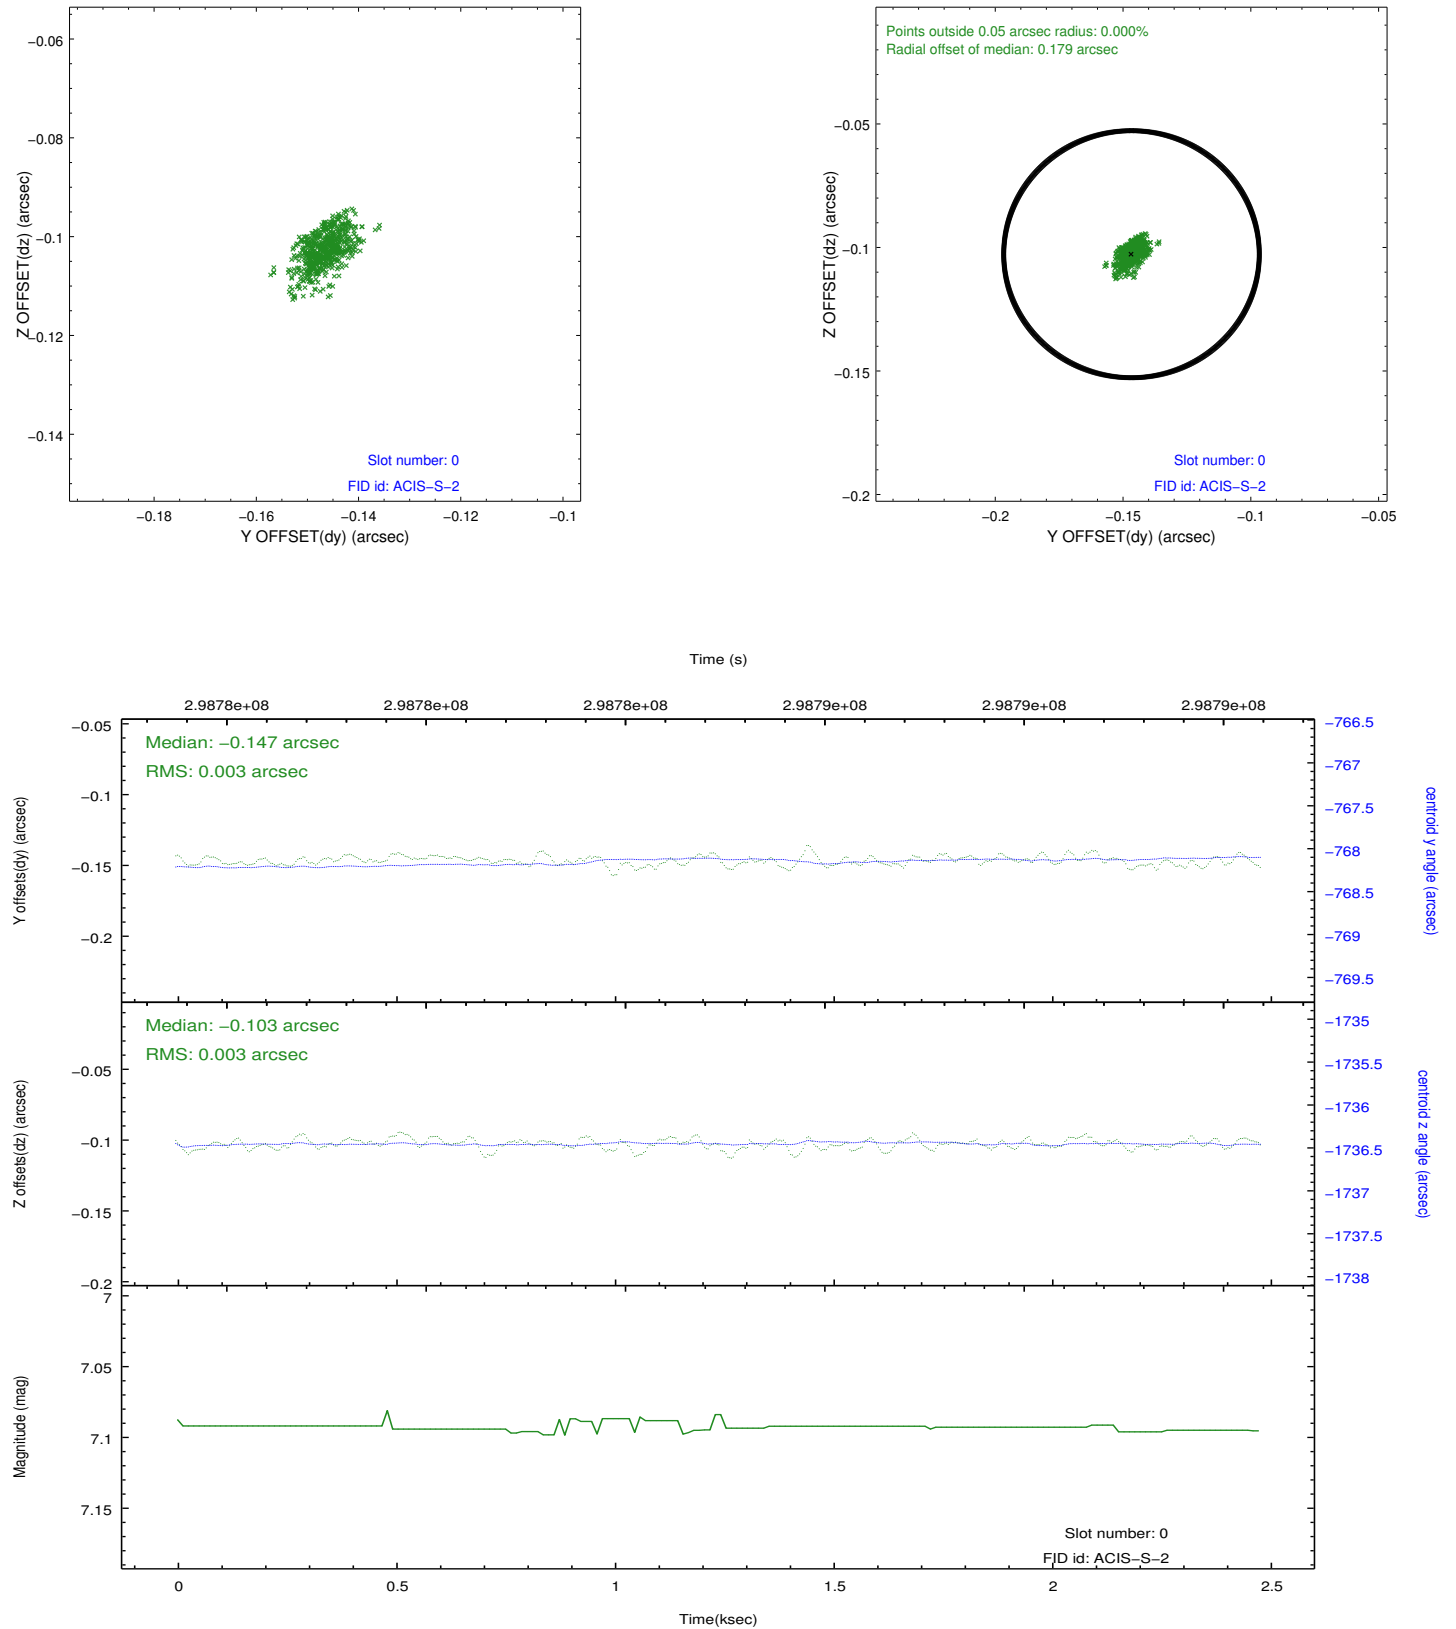 −0.06
−0.08
−0.1
−0.12
−0.14
Z OFFSET(dz) (arcsec)
Slot number: 0
FID id: ACIS−S−2
−0.18 −0.16 −0.14 −0.12 −0.1
Y OFFSET(dy) (arcsec)
Points outside 0.05 arcsec radius: 0.000%
Radial offset of median: 0.179 arcsec
−0.05
−0.1
−0.15
−0.2
Z OFFSET(dz) (arcsec)
Slot number: 0
FID id: ACIS−S−2
−0.2 −0.15 −0.1 −0.05
Y OFFSET(dy) (arcsec)
Time (s)
2.9878e+08 2.9878e+08 2.9878e+08 2.9879e+08 2.9879e+08 2.9879e+08
Median: −0.147 arcsec
RMS: 0.003 arcsec
−0.05
−0.1
−0.15
−0.2
Y offsets(dy) (arcsec)
−766.5
−767
−767.5
−768
−768.5
−769
−769.5
centroid y angle (arcsec)
Median: −0.103 arcsec
RMS: 0.003 arcsec
−0.05
−0.1
−0.15
−0.2
Z offsets(dz) (arcsec)
−1735
−1735.5
−1736
−1736.5
−1737
−1737.5
−1738
centroid z angle (arcsec)
7
7.05
7.1
7.15
Magnitude (mag)
Slot number: 0
FID id: ACIS−S−2
0 0.5 1 1.5 2 2.5
Time(ksec)